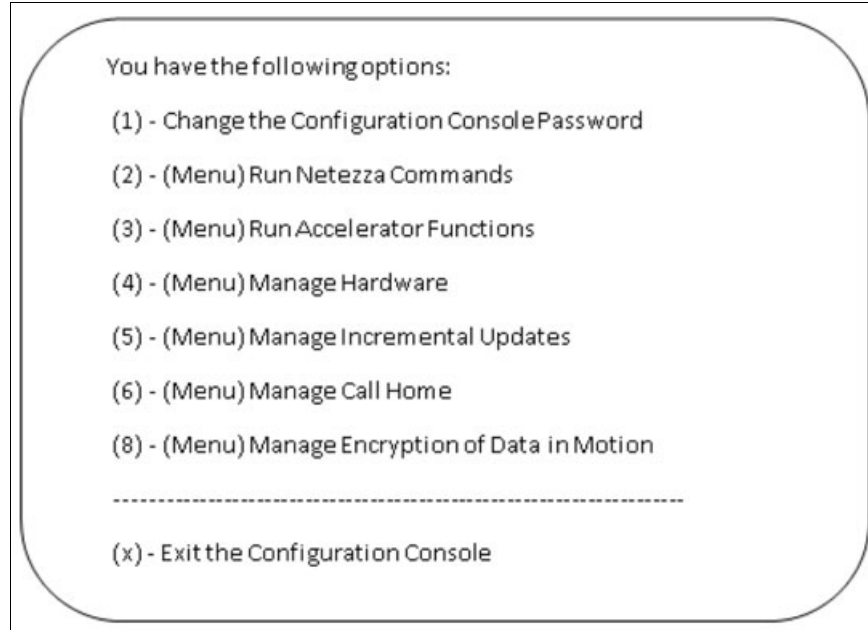 You have the following options:
(1) - Change the Configuration Console Password
(2) - (Menu) Run Netezza Commands
(3) - (Menu) Run Accelerator Functions
(4) - (Menu) Manage Hardware
(5) - (Menu) Manage Incremental Updates
(6) - (Menu) Manage Call Home
(8) - (Menu) Manage Encryption of Data in Motion
------------------------------------------------------------------
(x) - Exit the Configuration Console